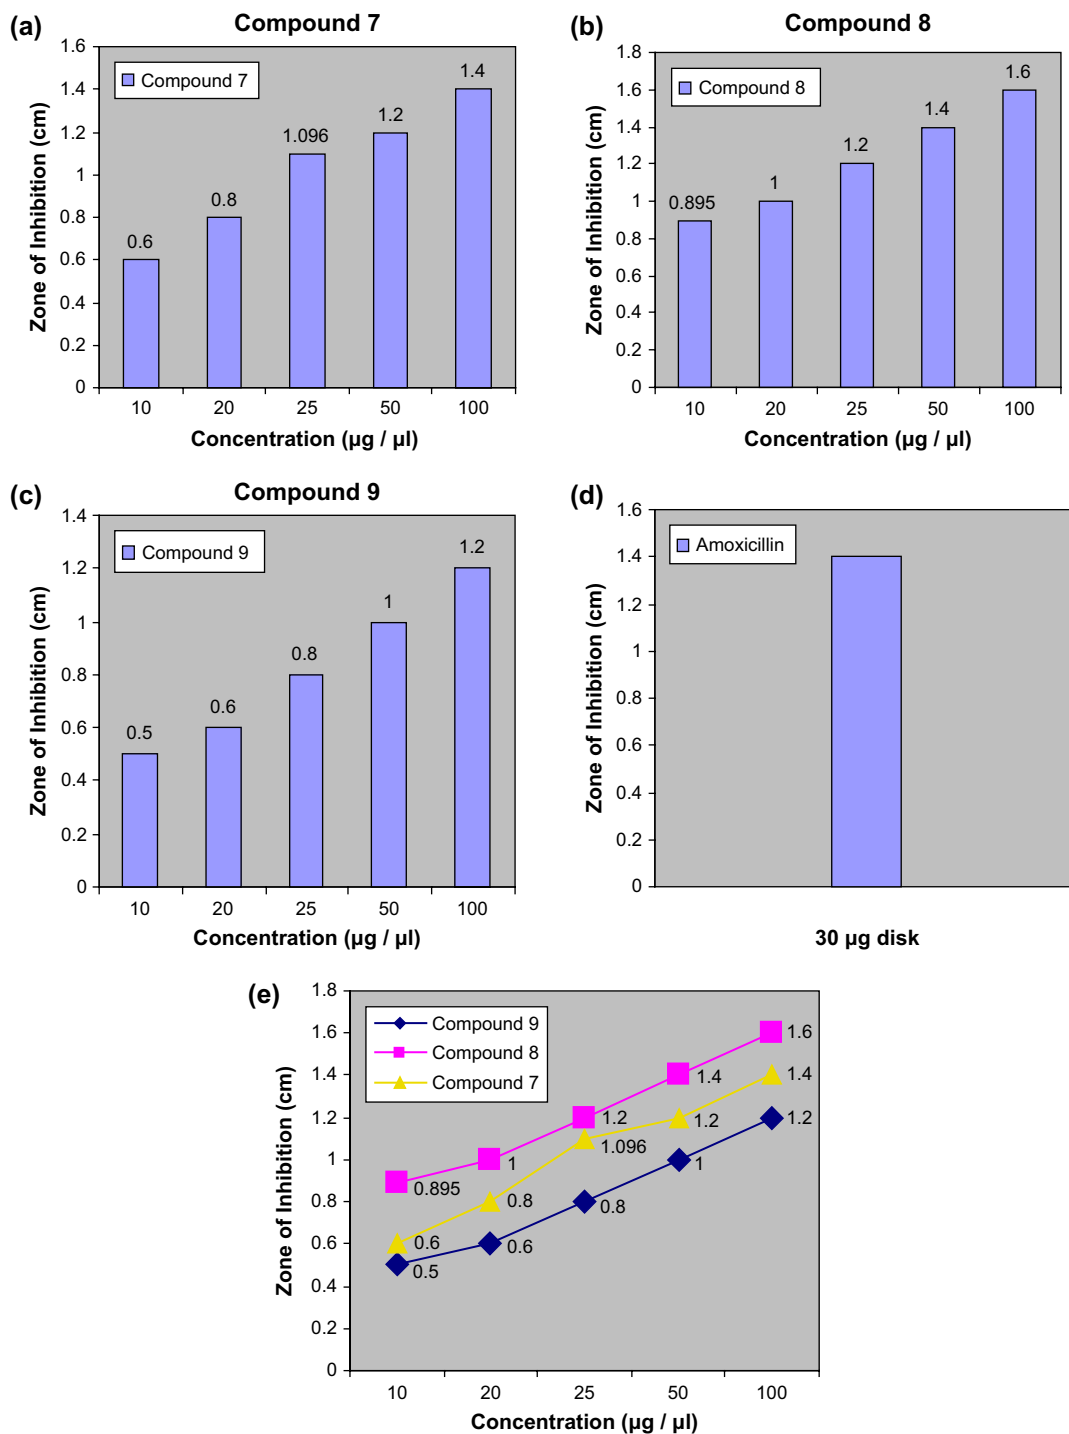 (a)
Compound 7
Zone of Inhibition (cm)
1.6
1.4
1.2
1
0.8
0.6
0.4
0.2
0
Compound 7
0.6
0.8
1.096
1.2
1.4
10 20 25 50 100
Concentration (µg / µl)
(b)
Compound 8
Zone of Inhibition (cm)
1.8
1.6
1.4
1.2
1
0.8
0.6
0.4
0.2
0
Compound 8
0.895
1
1.2
1.4
1.6
10 20 25 50 100
Concentration (µg / µl)
(c)
Compound 9
Zone of Inhibition (cm)
1.4
1.2
1
0.8
0.6
0.4
0.2
0
Compound 9
0.5
0.6
0.8
1
1.2
10 20 25 50 100
Concentration (µg / µl)
(d)
Zone of Inhibition (cm)
1.6
1.4
1.2
1
0.8
0.6
0.4
0.2
0
Amoxicillin
30 µg disk
(e)
Zone of Inhibition (cm)
1.8
1.6
1.4
1.2
1
0.8
0.6
0.4
0.2
0
Compound 9
Compound 8
Compound 7
0.895
1
1.2
1.4
1.6
0.6
0.8
1.096
1.2
1.4
0.5
0.6
0.8
1
1.2
10 20 25 50 100
Concentration (µg / µl)